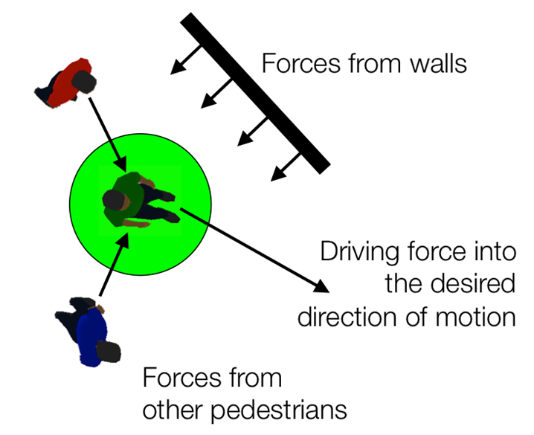 Forces from walls
Driving force into
the desired
direction of motion
Forces from
other pedestrians